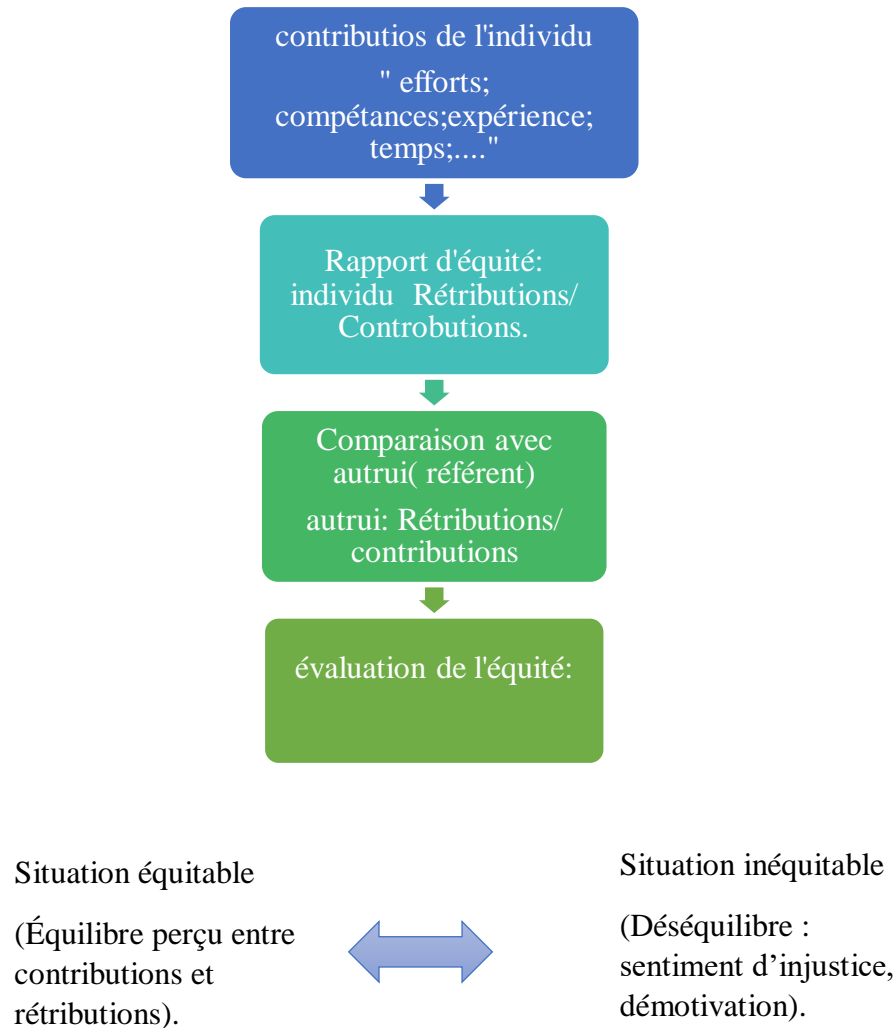 contributios de l'individu
" efforts;
compétances;expérience;
temps;...."
Rapport d'équité:
individu Rétributions/
Controbutions.
Comparaison avec
autrui( référent)
autrui: Rétributions/
contributions
évaluation de l'équité:
Situation équitable
(Équilibre perçu entre
contributions et
rétributions).
Situation inéquitable
(Déséquilibre :
sentiment d’injustice,
démotivation).